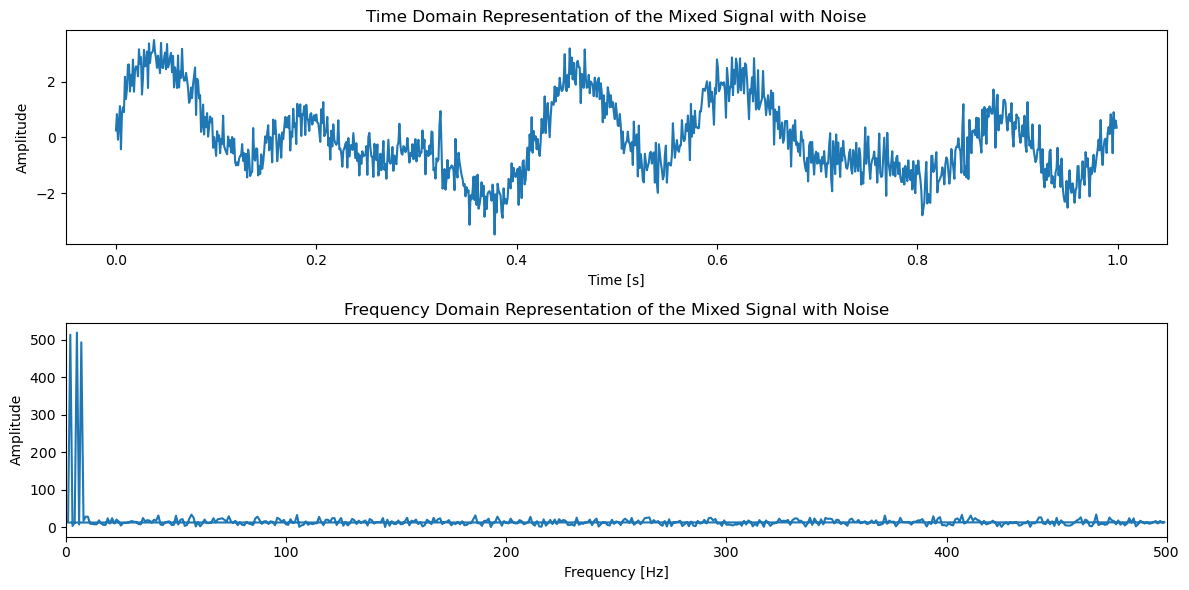 Time Domain Representation of the Mixed Signal with Noise
2
0
−2
Amplitude
0.0 0.2 0.4 0.6 0.8 1.0
Time [s]
Frequency Domain Representation of the Mixed Signal with Noise
500
400
300
200
100
0
Amplitude
0 100 200 300 400 500
Frequency [Hz]